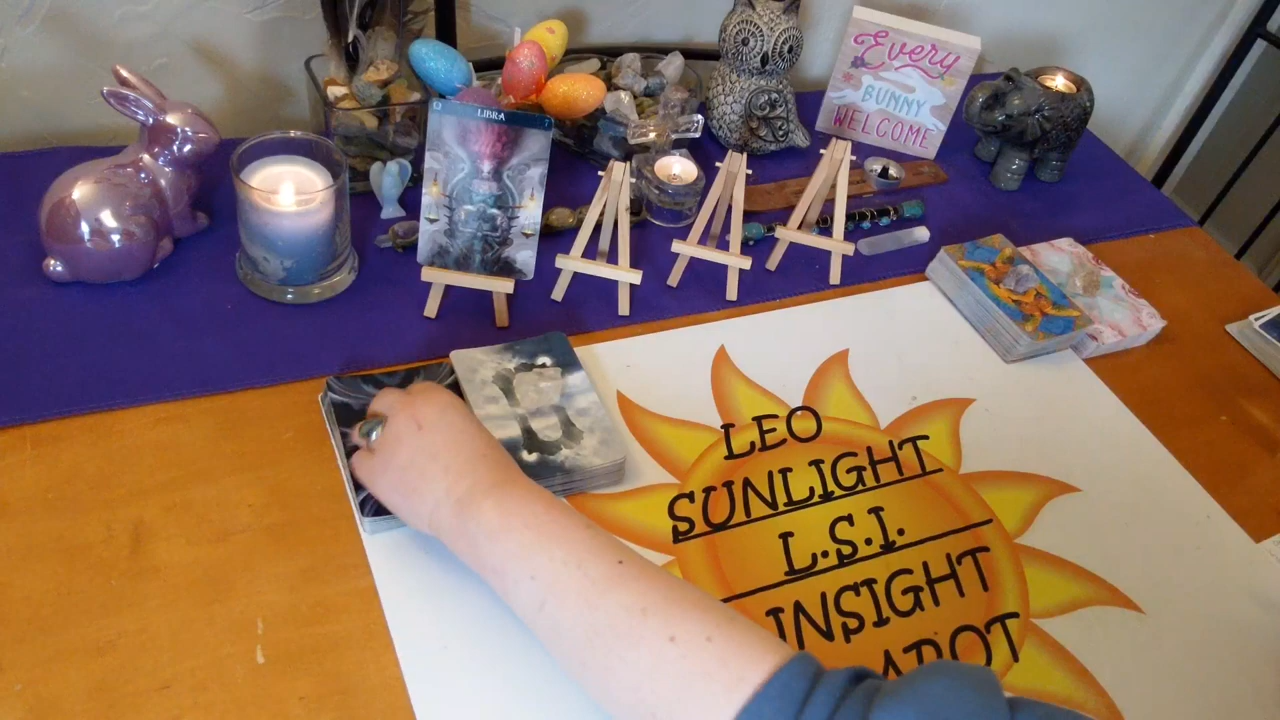 LIBRA
Every
BUNNY
WELCOME
LEO
SUNLIGHT
L.S.I.
INSIGHT